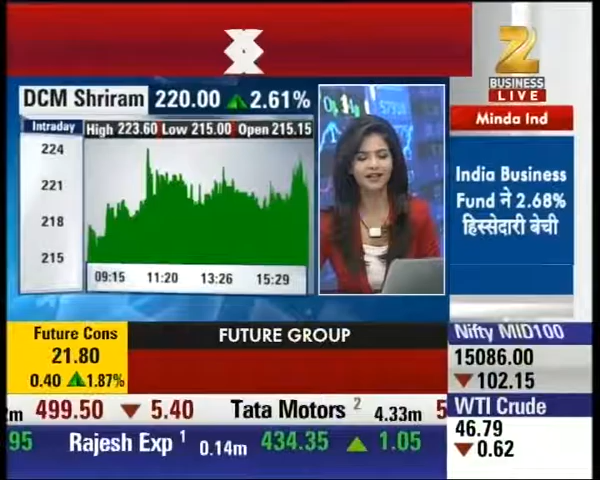 Z
BUSINESS
LIVE
DCM Shriram 220.00 ▲ 2.61%
Intraday High 223.60 Low 215.00 Open 215.15
224
221
218
215
09:15 11:20 13:26 15:29
Minda Ind
India Business
Fund ने 2.68%
हिस्सेदारी बेची
Future Cons
21.80
0.40 ▲ 1.87%
FUTURE GROUP
Nifty MID100
15086.00
▼ 102.15
WTI Crude
46.79
▼ 0.62
499.50 ▼ 5.40 Tata Motors 2 4.33m 5
95 Rajesh Exp 1 0.14m 434.35 ▲ 1.05